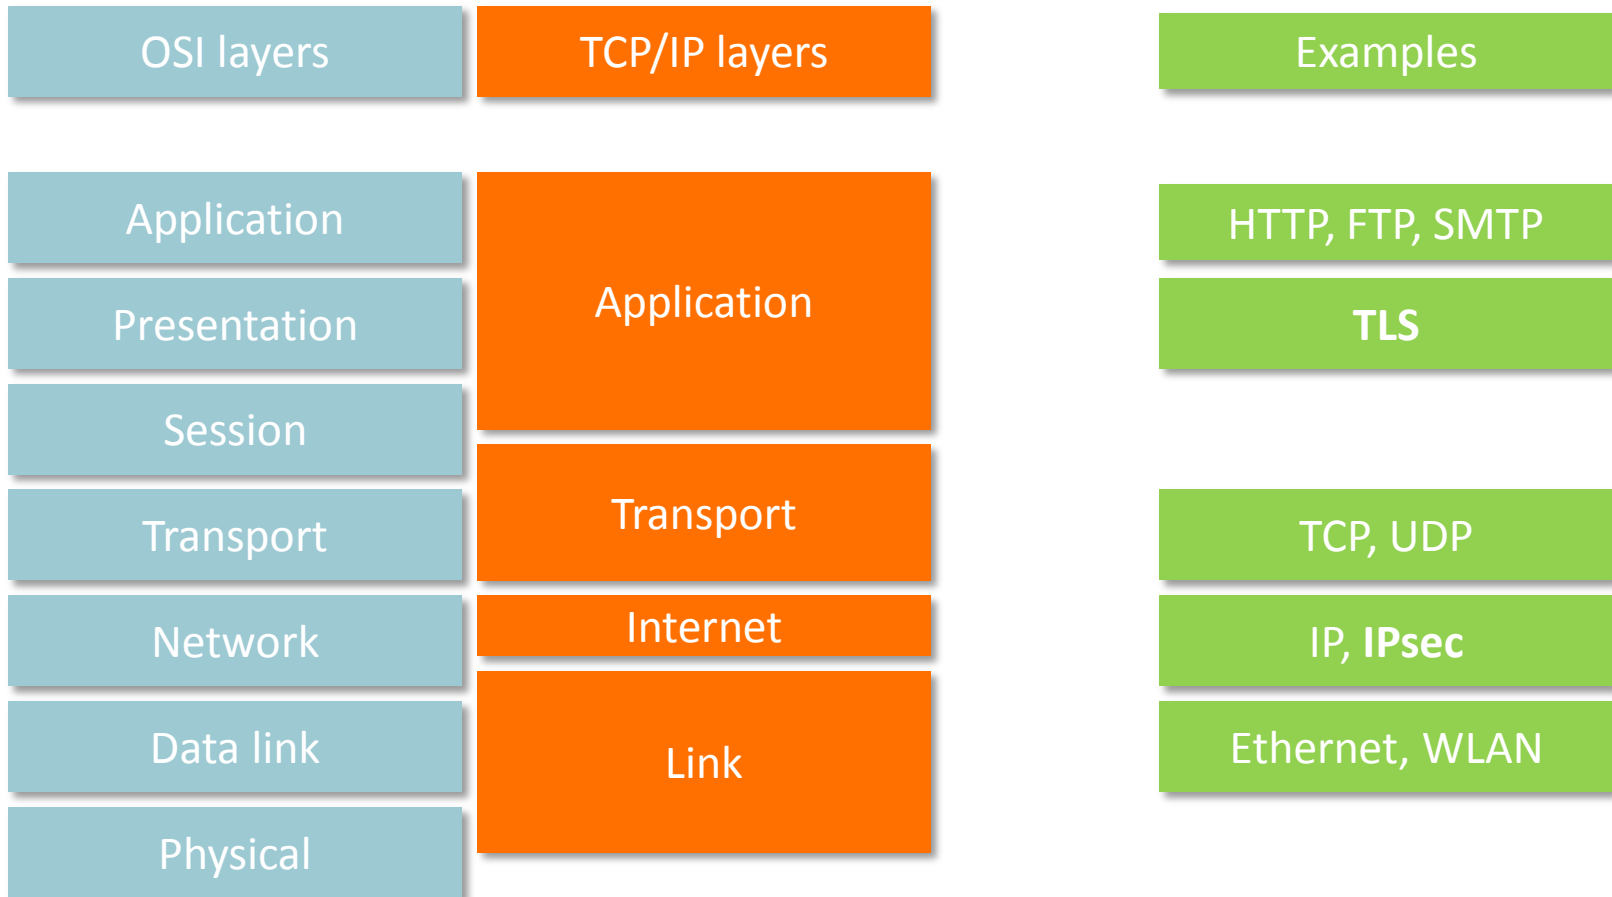 OSI layers
TCP/IP layers
Examples
Application
Presentation
Session
Transport
Network
Data link
Physical
Application
Transport
Internet
Link
HTTP, FTP, SMTP
TLS
TCP, UDP
IP, IPsec
Ethernet, WLAN